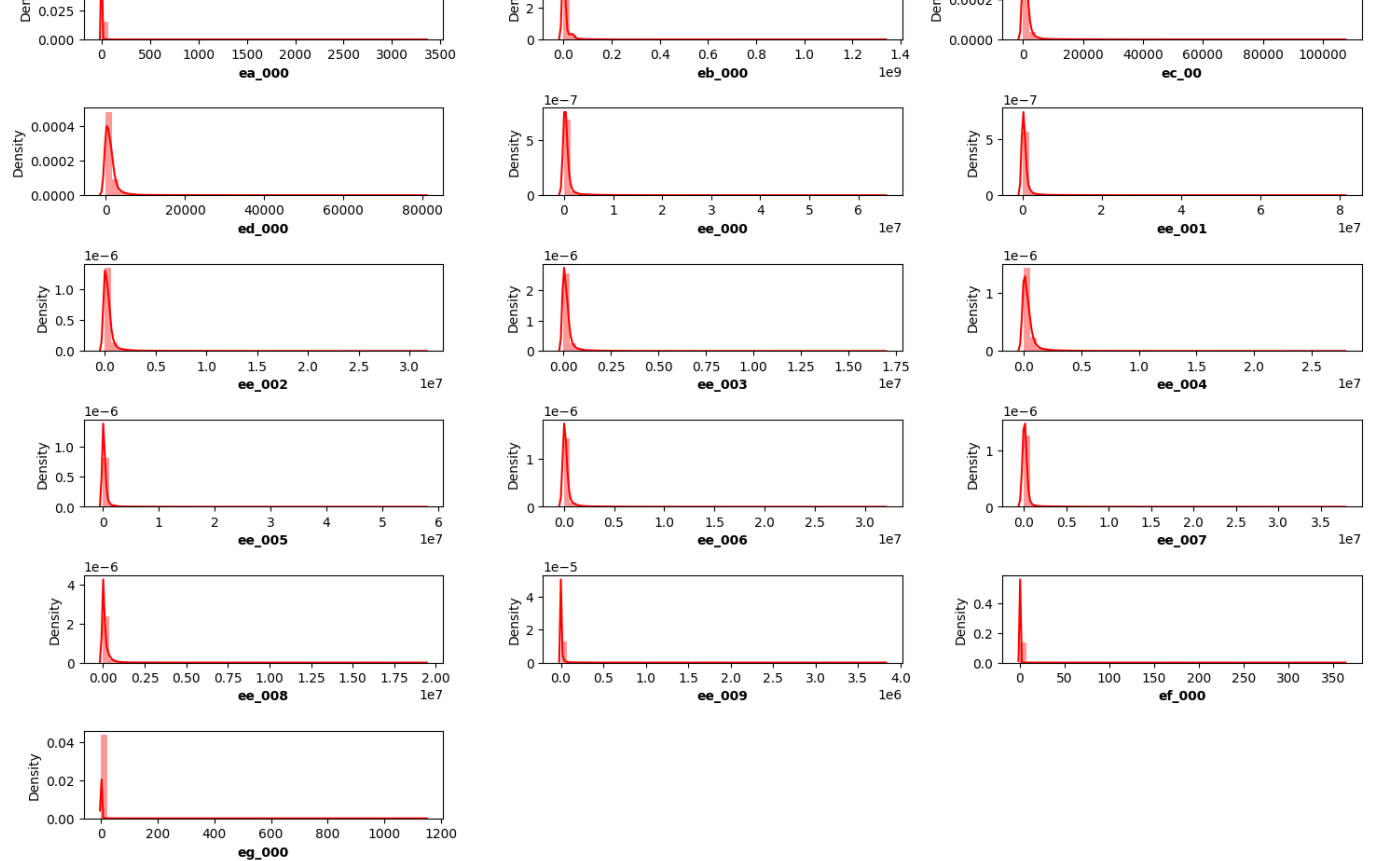 0.025
0.000
Den
0 500 1000 1500 2000 2500 3000 3500
ea_000
2
0
Dens
0.0 0.2 0.4 0.6 0.8 1.0 1.2 1.4
1e9
eb_000
0.0002
0.0000
Den
0 20000 40000 60000 80000 100000
ec_00
Density
0.0004
0.0002
0.0000
0 20000 40000 60000 80000
ed_000
1e−7
Density
5
0
0 1 2 3 4 5 6
1e7
ee_000
1e−7
Density
5
0
0 2 4 6 8
1e7
ee_001
1e−6
Density
1.0
0.5
0.0
0.0 0.5 1.0 1.5 2.0 2.5 3.0
1e7
ee_002
1e−6
Density
2
1
0
0.00 0.25 0.50 0.75 1.00 1.25 1.50 1.75
1e7
ee_003
1e−6
Density
1
0
0.0 0.5 1.0 1.5 2.0 2.5
1e7
ee_004
1e−6
Density
1.0
0.5
0.0
0 1 2 3 4 5 6
1e7
ee_005
1e−6
Density
1
0
0.0 0.5 1.0 1.5 2.0 2.5 3.0
1e7
ee_006
1e−6
Density
1
0
0.0 0.5 1.0 1.5 2.0 2.5 3.0 3.5
1e7
ee_007
1e−6
Density
4
2
0
0.00 0.25 0.50 0.75 1.00 1.25 1.50 1.75 2.00
1e7
ee_008
1e−5
Density
4
2
0
0.0 0.5 1.0 1.5 2.0 2.5 3.0 3.5 4.0
1e6
ee_009
Density
0.4
0.2
0.0
0 50 100 150 200 250 300 350
ef_000
Density
0.04
0.02
0.00
0 200 400 600 800 1000 1200
eg_000